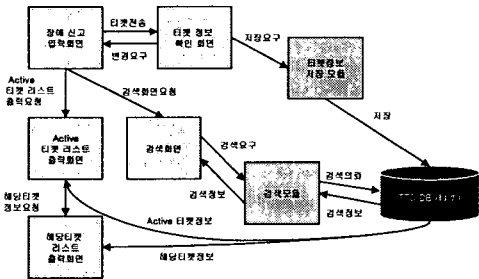 장애 신고
입력화면
티켓전송
변경요구
티켓 정보
확인 화면
저장요구
티켓정보
저장 모듈
저장
Active
티켓 리스트
출력요청
검색화면요청
Active
티켓 리스트
출력화면
검색화면
검색요구
검색정보
검색모듈
검색의뢰
검색정보
DB
해당티켓
정보요청
Active 티켓정보
해당티켓
리스트
출력화면
해당티켓정보